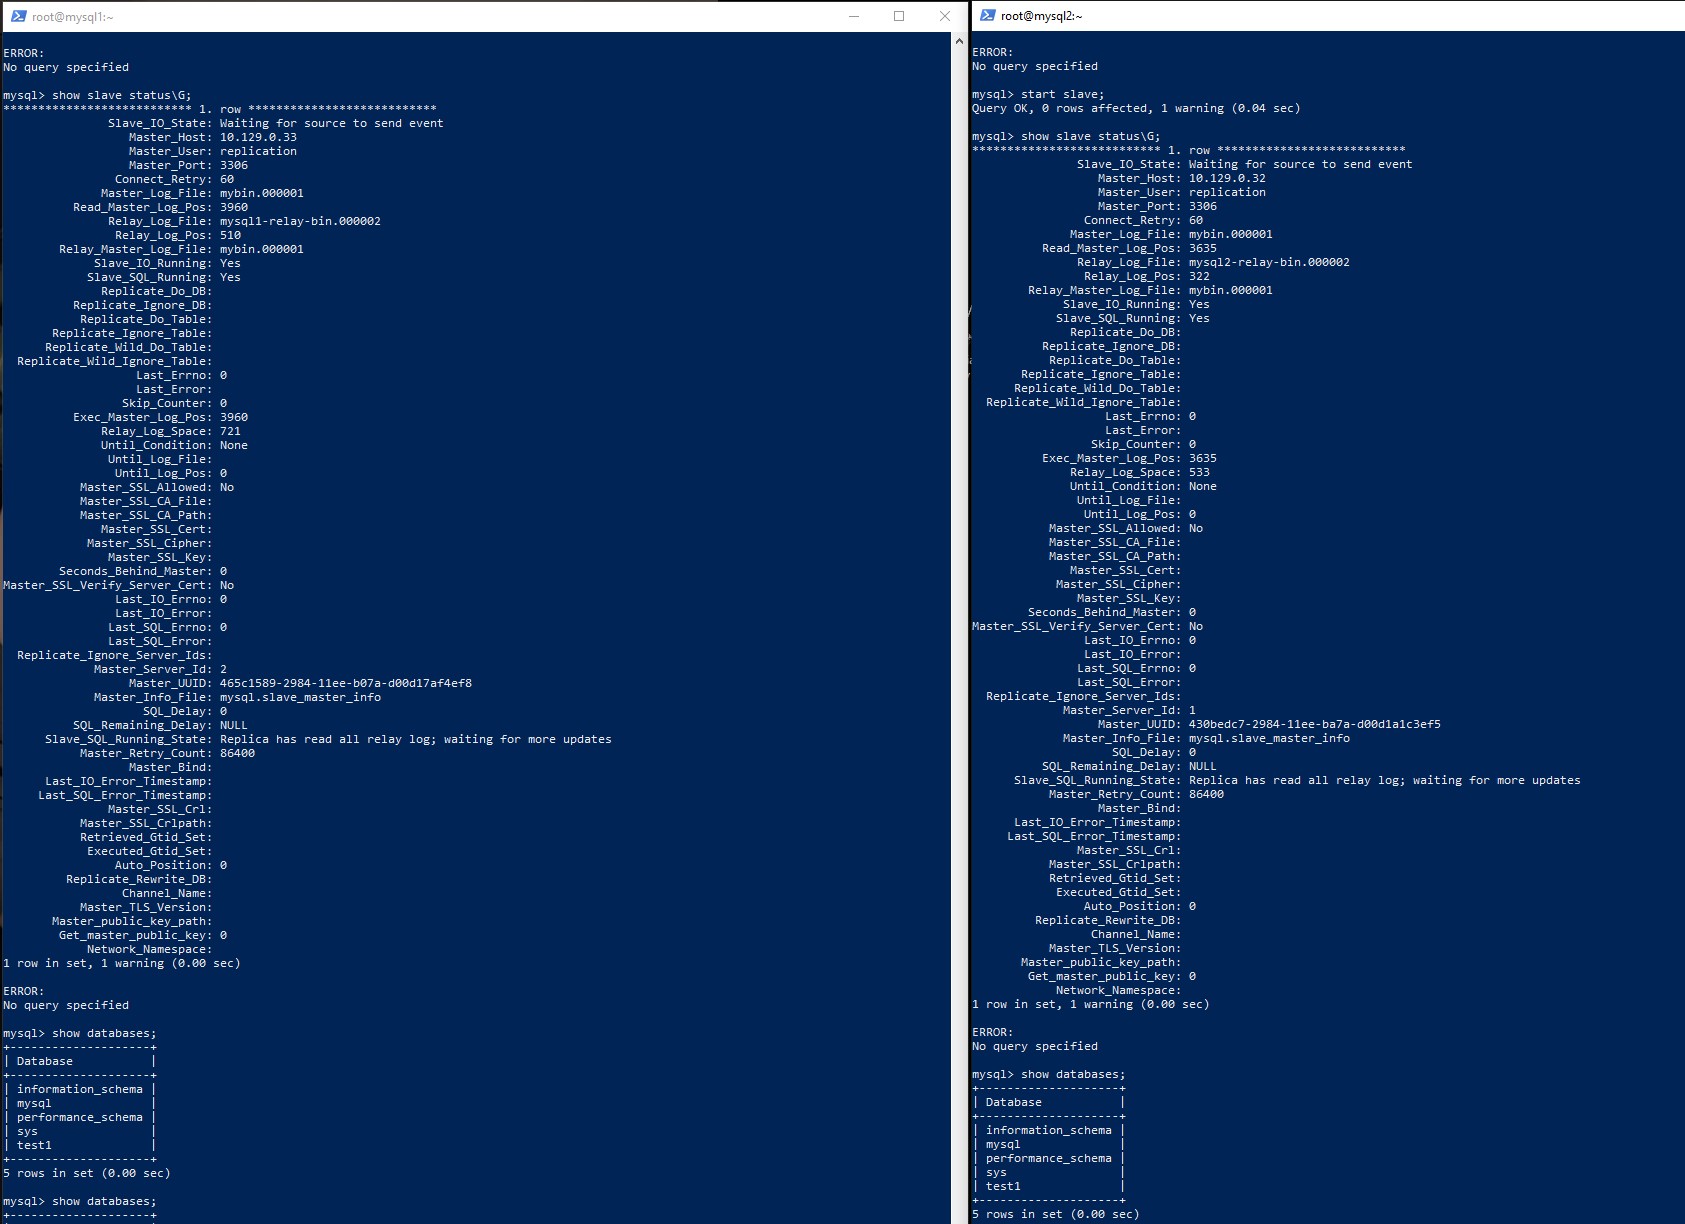 root@mysql1:~
ERROR:
No query specified
mysql> show slave status\G;
*************************** 1. row ***************************
Slave_IO_State: Waiting for source to send event
Master_Host: 10.129.0.33
Master_User: replication
Master_Port: 3306
Connect_Retry: 60
Master_Log_File: mybin.000001
Read_Master_Log_Pos: 3960
Relay_Log_File: mysql1-relay-bin.000002
Relay_Log_Pos: 510
Relay_Master_Log_File: mybin.000001
Slave_IO_Running: Yes
Slave_SQL_Running: Yes
Replicate_Do_DB:
Replicate_Ignore_DB:
Replicate_Do_Table:
Replicate_Ignore_Table:
Replicate_Wild_Do_Table:
Replicate_Wild_Ignore_Table:
Last_Errno: 0
Last_Error:
Skip_Counter: 0
Exec_Master_Log_Pos: 3960
Relay_Log_Space: 721
Until_Condition: None
Until_Log_File:
Until_Log_Pos: 0
Master_SSL_Allowed: No
Master_SSL_CA_File:
Master_SSL_CA_Path:
Master_SSL_Cert:
Master_SSL_Cipher:
Master_SSL_Key:
Seconds_Behind_Master: 0
Master_SSL_Verify_Server_Cert: No
Last_IO_Errno: 0
Last_IO_Error:
Last_SQL_Errno: 0
Last_SQL_Error:
Replicate_Ignore_Server_Ids:
Master_Server_Id: 2
Master_UUID: 465c1589-2984-11ee-b07a-d00d17af4ef8
Master_Info_File: mysql.slave_master_info
SQL_Delay: 0
SQL_Remaining_Delay: NULL
Slave_SQL_Running_State: Replica has read all relay log; waiting for more updates
Master_Retry_Count: 86400
Master_Bind:
Last_IO_Error_Timestamp:
Last_SQL_Error_Timestamp:
Master_SSL_Crl:
Master_SSL_Crlpath:
Retrieved_Gtid_Set:
Executed_Gtid_Set:
Auto_Position: 0
Replicate_Rewrite_DB:
Channel_Name:
Master_TLS_Version:
Master_public_key_path:
Get_master_public_key: 0
Network_Namespace:
1 row in set, 1 warning (0.00 sec)
ERROR:
No query specified
mysql> show databases;
+--------------------+
| Database           |
+--------------------+
| information_schema |
| mysql              |
| performance_schema |
| sys                |
| test1              |
+--------------------+
5 rows in set (0.00 sec)
mysql> show databases;
+--------------------+
root@mysql2:~
ERROR:
No query specified
mysql> start slave;
Query OK, 0 rows affected, 1 warning (0.04 sec)
mysql> show slave status\G;
*************************** 1. row ***************************
Slave_IO_State: Waiting for source to send event
Master_Host: 10.129.0.32
Master_User: replication
Master_Port: 3306
Connect_Retry: 60
Master_Log_File: mybin.000001
Read_Master_Log_Pos: 3635
Relay_Log_File: mysql2-relay-bin.000002
Relay_Log_Pos: 322
Relay_Master_Log_File: mybin.000001
Slave_IO_Running: Yes
Slave_SQL_Running: Yes
Replicate_Do_DB:
Replicate_Ignore_DB:
Replicate_Do_Table:
Replicate_Ignore_Table:
Replicate_Wild_Do_Table:
Replicate_Wild_Ignore_Table:
Last_Errno: 0
Last_Error:
Skip_Counter: 0
Exec_Master_Log_Pos: 3635
Relay_Log_Space: 533
Until_Condition: None
Until_Log_File:
Until_Log_Pos: 0
Master_SSL_Allowed: No
Master_SSL_CA_File:
Master_SSL_CA_Path:
Master_SSL_Cert:
Master_SSL_Cipher:
Master_SSL_Key:
Seconds_Behind_Master: 0
Master_SSL_Verify_Server_Cert: No
Last_IO_Errno: 0
Last_IO_Error:
Last_SQL_Errno: 0
Last_SQL_Error:
Replicate_Ignore_Server_Ids:
Master_Server_Id: 1
Master_UUID: 430bedc7-2984-11ee-ba7a-d00d1a1c3ef5
Master_Info_File: mysql.slave_master_info
SQL_Delay: 0
SQL_Remaining_Delay: NULL
Slave_SQL_Running_State: Replica has read all relay log; waiting for more updates
Master_Retry_Count: 86400
Master_Bind:
Last_IO_Error_Timestamp:
Last_SQL_Error_Timestamp:
Master_SSL_Crl:
Master_SSL_Crlpath:
Retrieved_Gtid_Set:
Executed_Gtid_Set:
Auto_Position: 0
Replicate_Rewrite_DB:
Channel_Name:
Master_TLS_Version:
Master_public_key_path:
Get_master_public_key: 0
Network_Namespace:
1 row in set, 1 warning (0.00 sec)
ERROR:
No query specified
mysql> show databases;
+--------------------+
| Database           |
+--------------------+
| information_schema |
| mysql              |
| performance_schema |
| sys                |
| test1              |
+--------------------+
5 rows in set (0.00 sec)